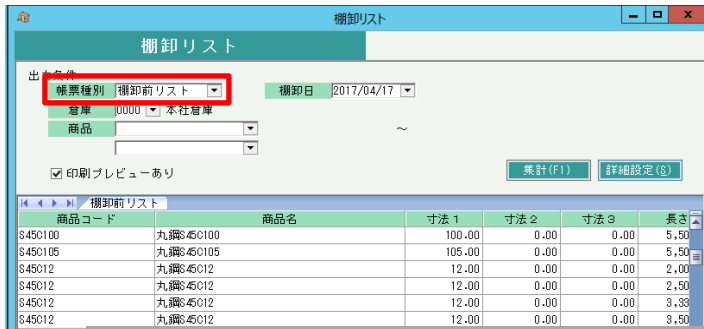 棚卸リスト
棚卸リスト
出力条件
帳票種別 棚卸前リスト 棚卸日 2017/04/17
倉庫 0000 本社倉庫
商品 ～
印刷プレビューあり 集計(F1) 詳細設定(S)
棚卸前リスト
商品コード 商品名 寸法1 寸法2 寸法3 長さ
S45C100 丸鋼S45C100 100.00 0.00 0.00 5,50
S45C105 丸鋼S45C105 105.00 0.00 0.00 5,50
S45C12 丸鋼S45C12 12.00 0.00 0.00 2,00
S45C12 丸鋼S45C12 12.00 0.00 0.00 2,50
S45C12 丸鋼S45C12 12.00 0.00 0.00 3,33
S45C12 丸鋼S45C12 12.00 0.00 0.00 3,50